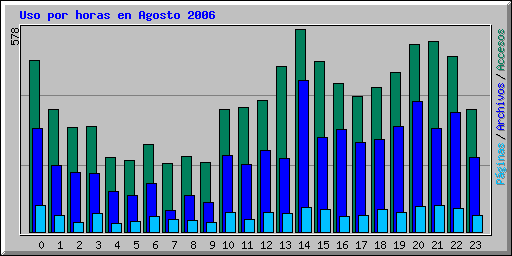 Uso por horas en Agosto 2006
578
Páginas / Archivos / Accesos
0 1 2 3 4 5 6 7 8 9 10 11 12 13 14 15 16 17 18 19 20 21 22 23